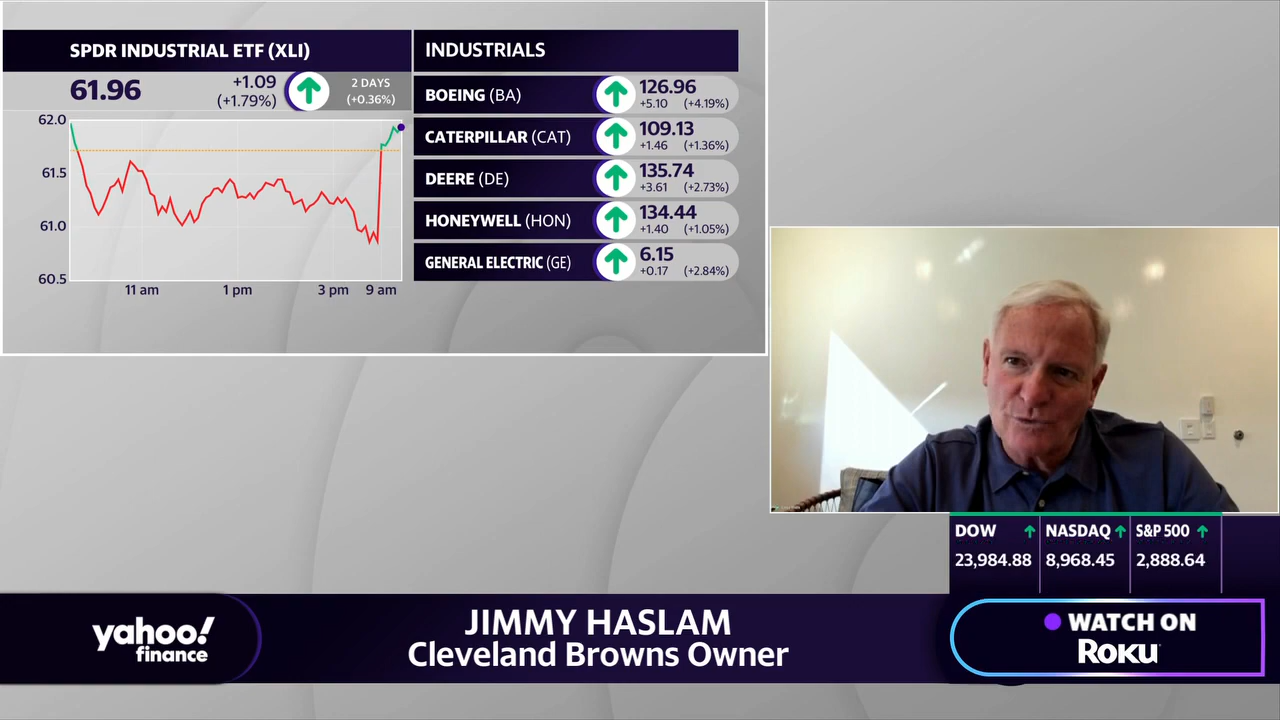 SPDR INDUSTRIAL ETF (XLI)
61.96
+1.09
(+1.79%)
2 DAYS
(+0.36%)
62.0
61.5
61.0
60.5
11 am 1 pm 3 pm 9 am
INDUSTRIALS
BOEING (BA) 126.96
+5.10 (+4.19%)
CATERPILLAR (CAT) 109.13
+1.46 (+1.36%)
DEERE (DE) 135.74
+3.61 (+2.73%)
HONEYWELL (HON) 134.44
+1.40 (+1.05%)
GENERAL ELECTRIC (GE) 6.15
+0.17 (+2.84%)
DOW NASDAQ S&P 500
23,984.88 8,968.45 2,888.64
yahoo!
finance
JIMMY HASLAM
Cleveland Browns Owner
WATCH ON
ROKU